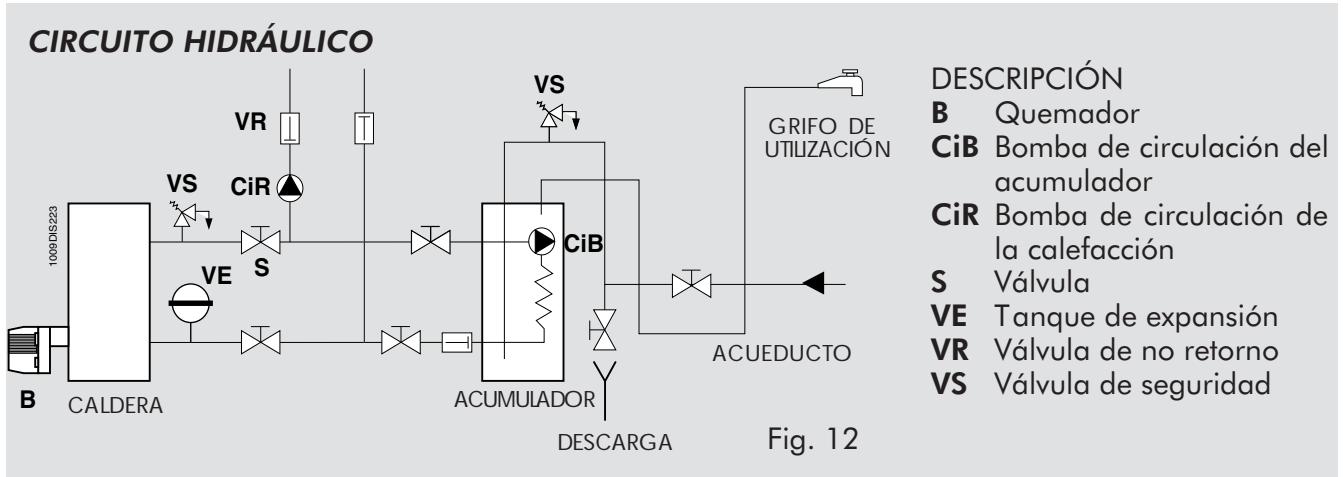 CIRCUITO HIDRÁULICO
VS
VR
GRIFO DE
UTILIZACIÓN
VS
CiR
1009DIS223
CiB
VE
S
ACUEDUCTO
B
CALDERA
ACUMULADOR
DESCARGA
Fig. 12
DESCRIPCIÓN
B Quemador
CiB Bomba de circulación del
acumulador
CiR Bomba de circulación de
la calefacción
S Válvula
VE Tanque de expansión
VR Válvula de no retorno
VS Válvula de seguridad